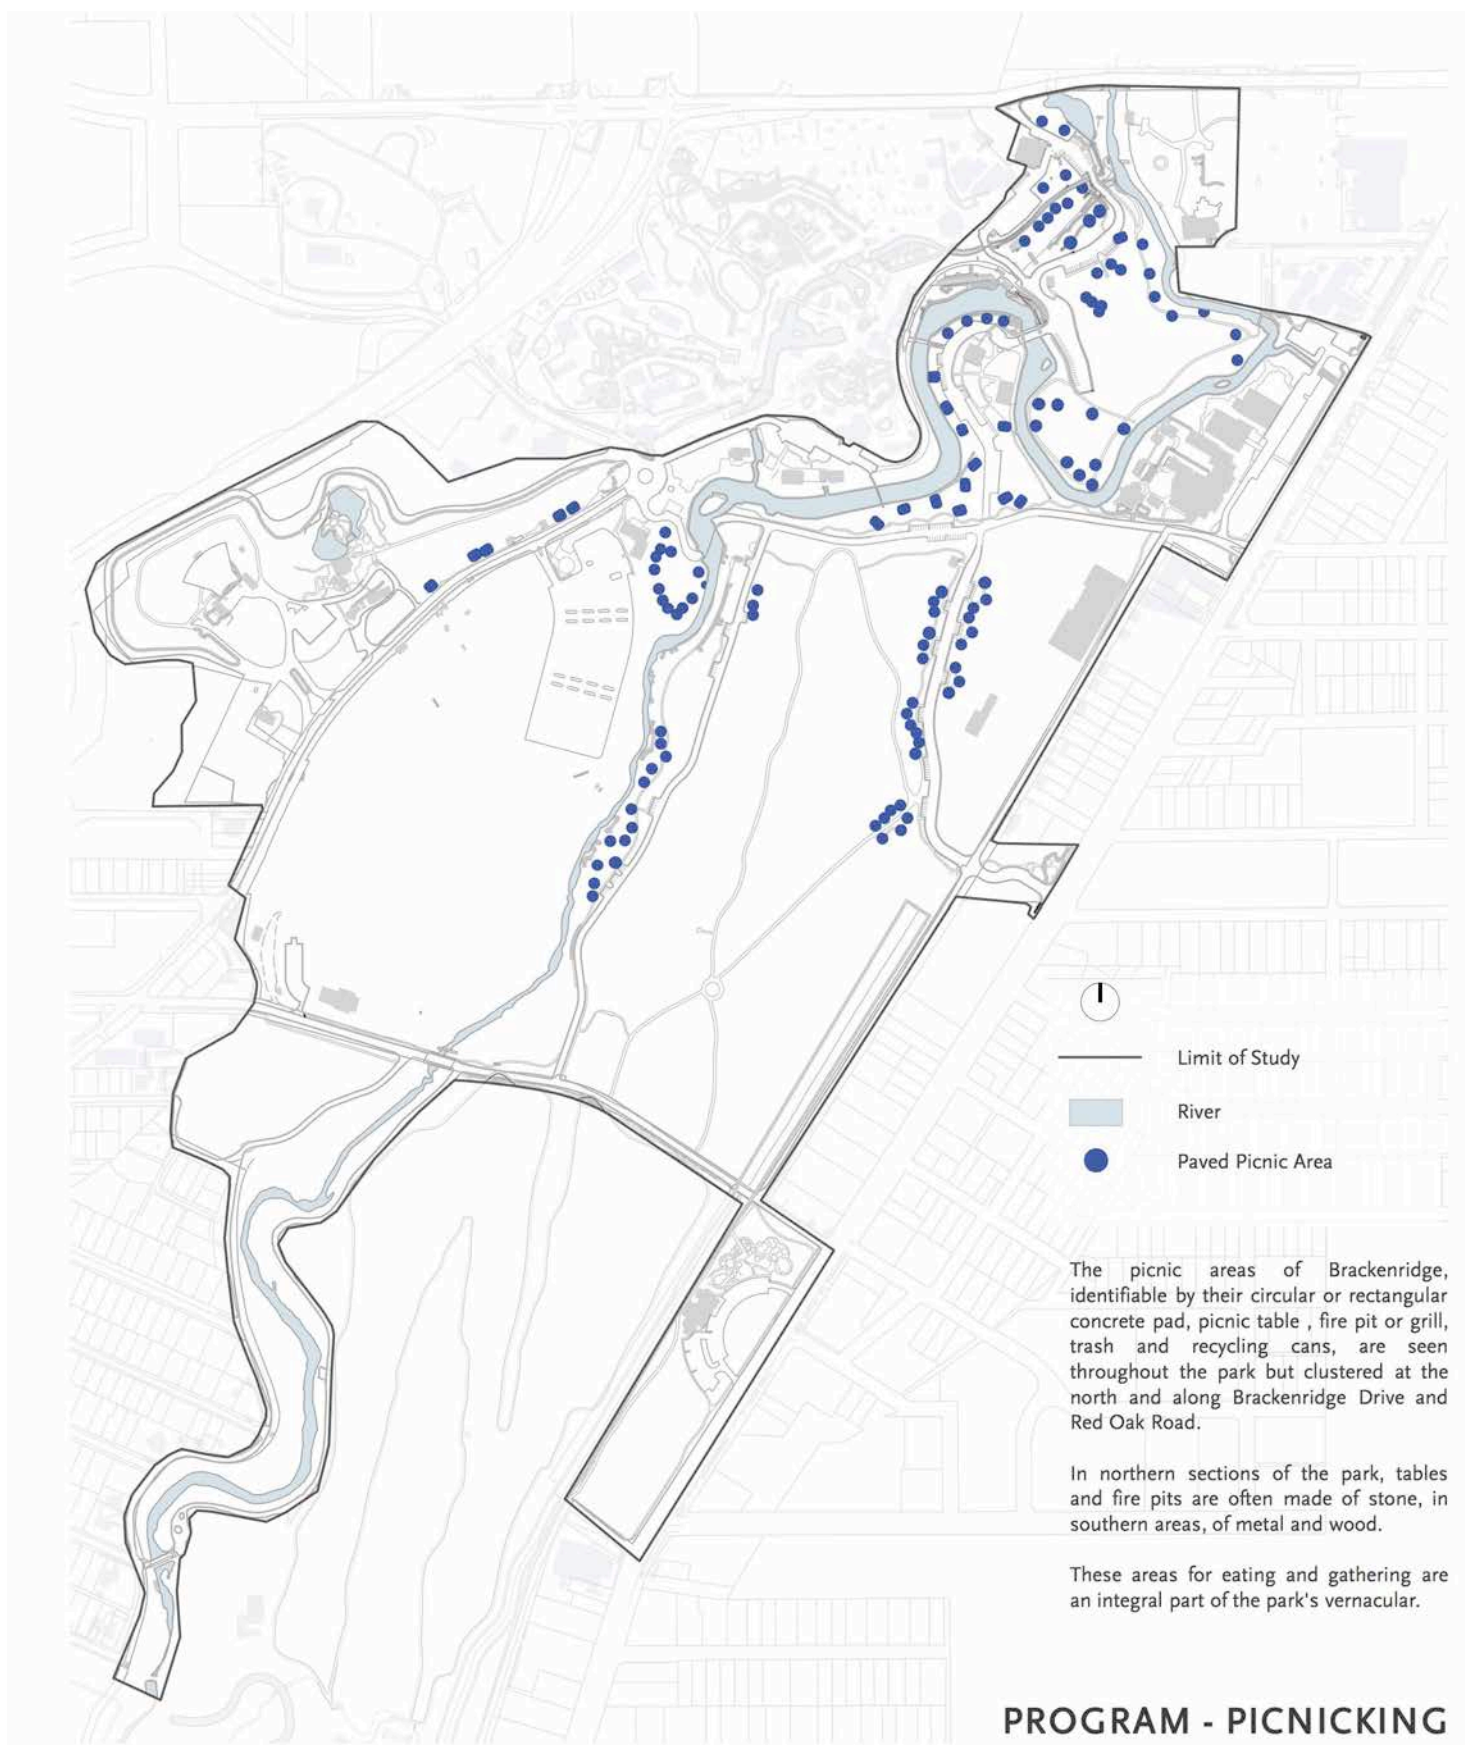 Limit of Study
River
Paved Picnic Area
The picnic areas of Brackenridge,
identifiable by their circular or rectangular
concrete pad, picnic table , fire pit or grill,
trash and recycling cans, are seen
throughout the park but clustered at the
north and along Brackenridge Drive and
Red Oak Road.
In northern sections of the park, tables
and fire pits are often made of stone, in
southern areas, of metal and wood.
These areas for eating and gathering are
an integral part of the park's vernacular.
PROGRAM - PICNICKING